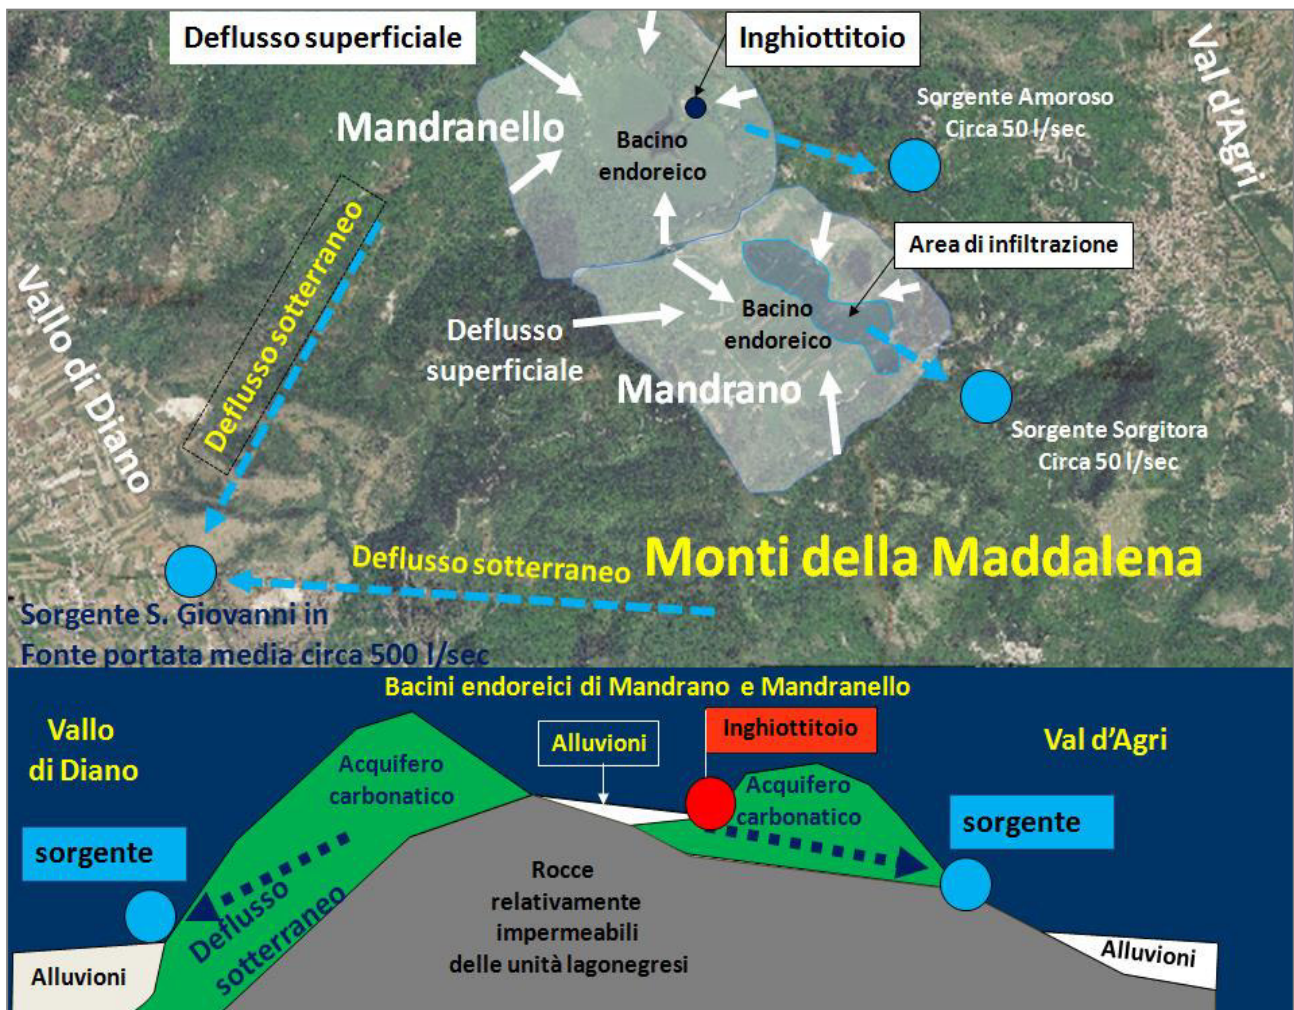 Deflusso superficiale
Inghiottitoio
Val d'Agri
Sorgente Amoroso
Circa 50 l/sec
Mandranello
Bacino
endoreico
Deflusso sotterraneo
Area di infiltrazione
Vallo di Diano
Bacino
endoreico
Deflusso
superficiale
Mandrano
Sorgente Sorgitora
Circa 50 l/sec
Deflusso sotterraneo
Monti della Maddalena
Sorgente S. Giovanni in
Fonte portata media circa 500 l/sec
Bacini endoreici di Mandrano e Mandranello
Vallo
di Diano
Alluvioni
Inghiottitoio
Val d'Agri
Acquifero
carbonatico
Acquifero
carbonatico
sorgente
sorgente
Deflusso
sotterraneo
Rocce
relativamente
impermeabili
delle unità lagonegresi
Alluvioni
Alluvioni